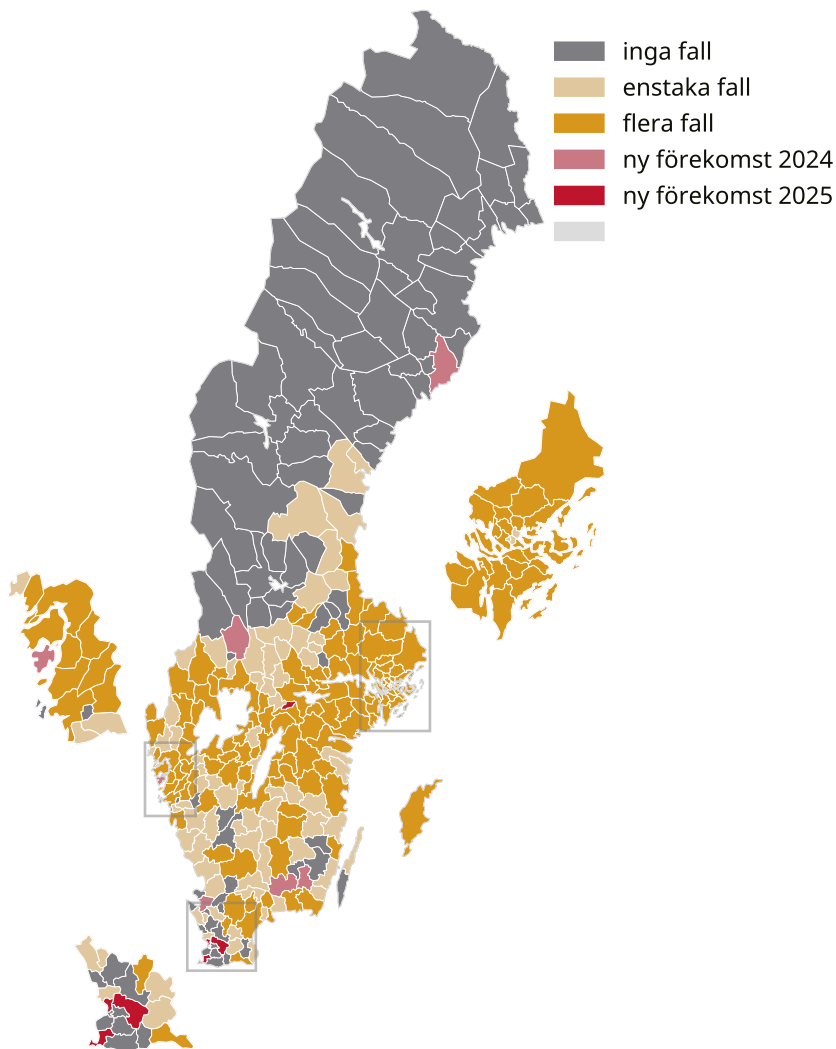 inga fall
enstaka fall
flera fall
ny förekomst 2024
ny förekomst 2025